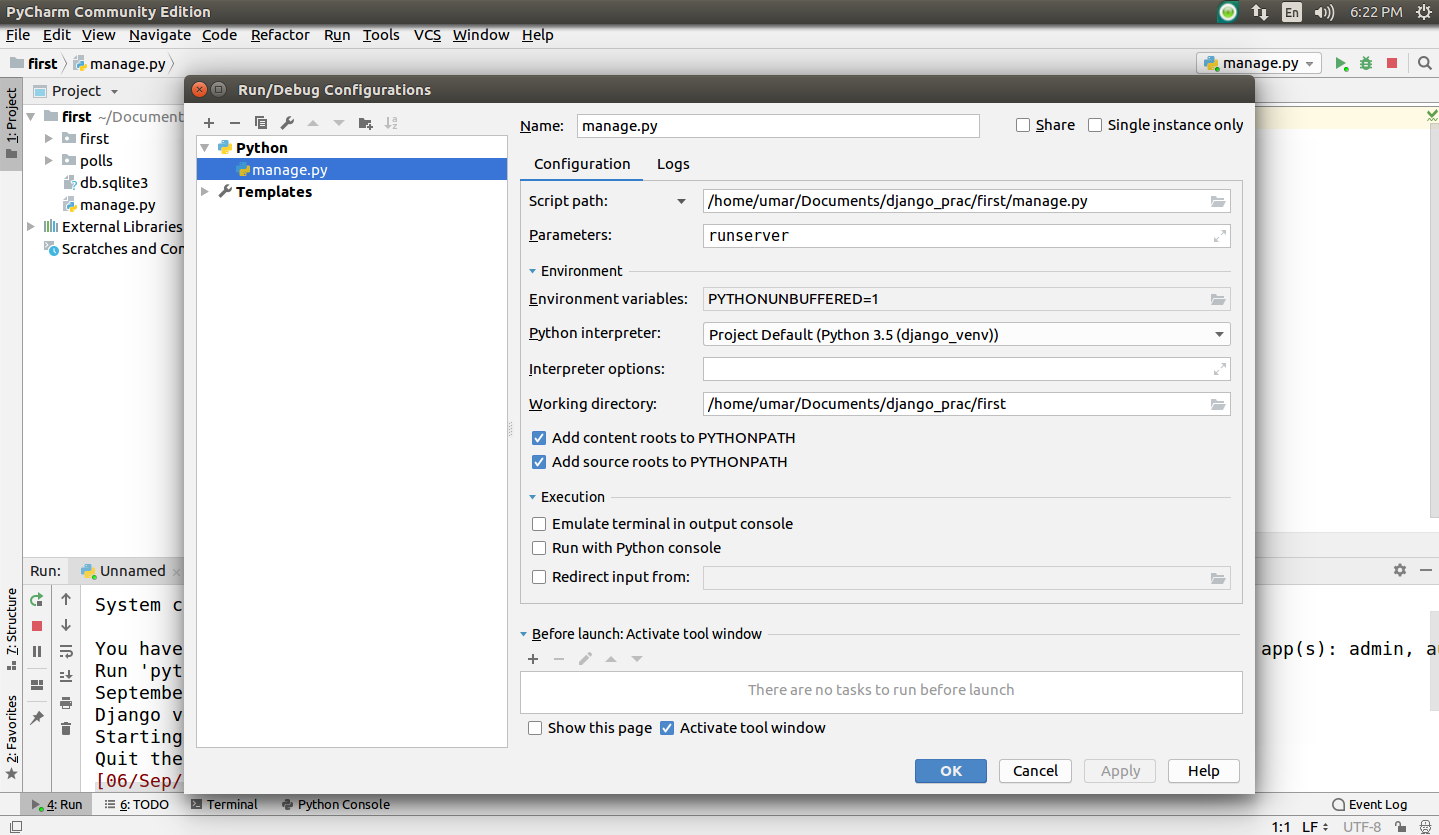 PyCharm Community Edition
En
6:22 PM
File Edit View Navigate Code Refactor Run Tools VCS Window Help
first manage.py
manage.py
1: Project
Project
first ~/Document
first
polls
db.sqlite3
manage.py
External Libraries
Scratches and Con
Run/Debug Configurations
Python
manage.py
Templates
Name: manage.py
Share
Single instance only
Configuration Logs
Script path: /home/umar/Documents/django_prac/first/manage.py
Parameters: runserver
Environment
Environment variables: PYTHONUNBUFFERED=1
Python interpreter: Project Default (Python 3.5 (django_venv))
Interpreter options:
Working directory: /home/umar/Documents/django_prac/first
Add content roots to PYTHONPATH
Add source roots to PYTHONPATH
Execution
Emulate terminal in output console
Run with Python console
Redirect input from:
Before launch: Activate tool window
There are no tasks to run before launch
Show this page Activate tool window
OK Cancel Apply Help
7: Structure
2: Favorites
Run: Unnamed
System c
You have
app(s): admin, au
Run 'pyt
Septembe
Django v
Starting
Quit the
[06/Sep/
4: Run 6: TODO Terminal Python Console Event Log
1:1 LF UTF-8